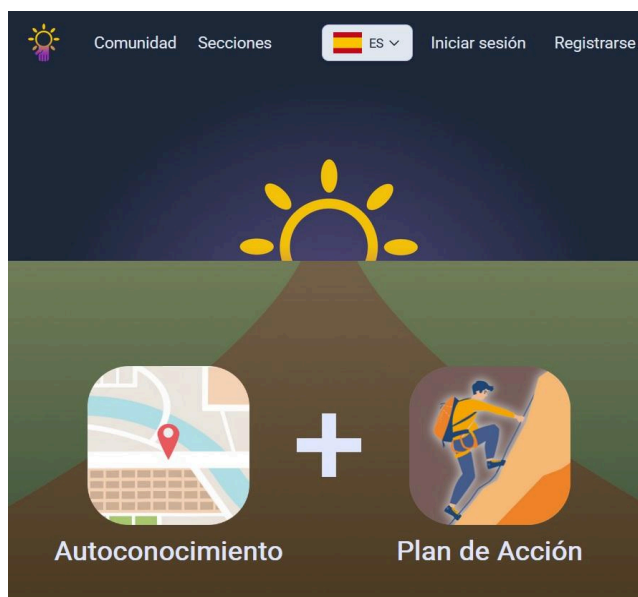 Comunidad Secciones ES Iniciar sesión Registrarse
+
Autoconocimiento Plan de Acción